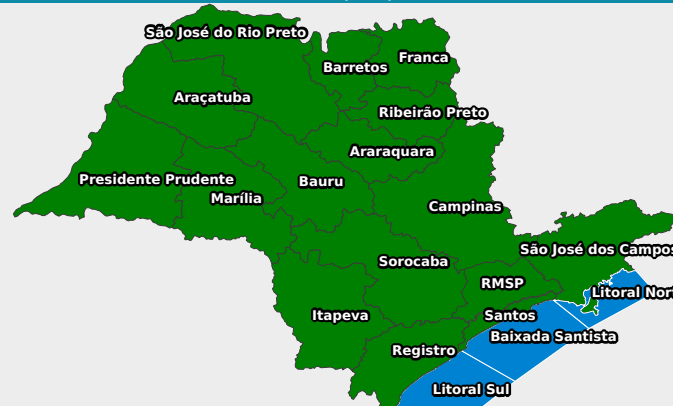 São José do Rio Preto
Franca
Barretos
Araçatuba
Ribeirão Preto
Araraquara
Presidente Prudente
Bauru
Marília
Campinas
São José dos Campos
Sorocaba
RMSP
Litoral Nort
Itapeva
Santos
Baixada Santista
Registro
Litoral Sul